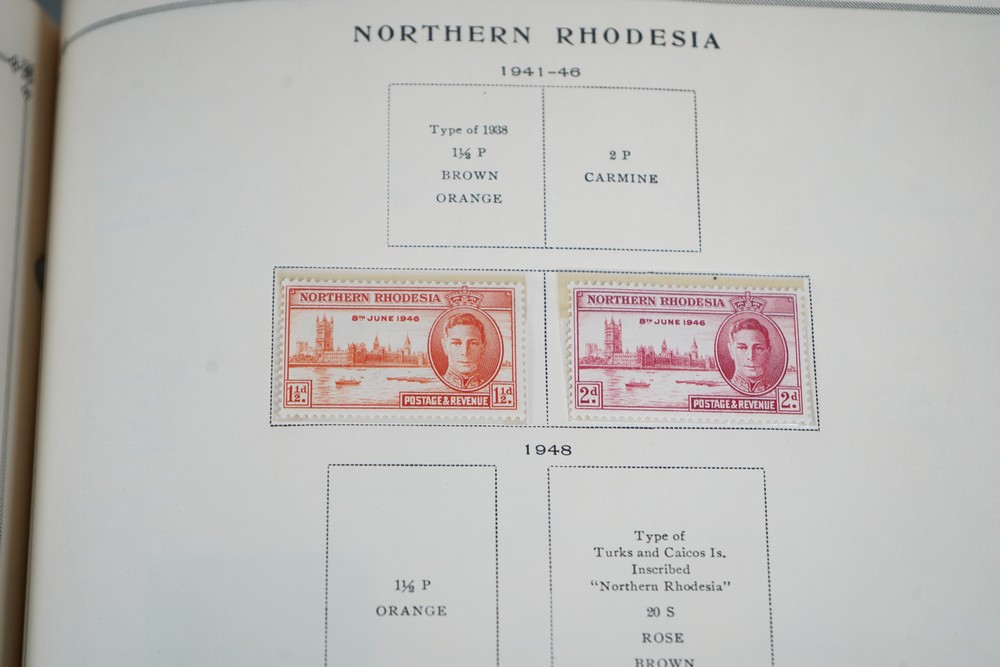 NORTHERN RHODESIA
1941-46
Type of 1938
1½ P
BROWN
ORANGE
2 P
CARMINE
NORTHERN RHODESIA
8TH JUNE 1946
1½d.
1½d.
POSTAGE & REVENUE
NORTHERN RHODESIA
8TH JUNE 1946
2d.
2d.
POSTAGE & REVENUE
1948
1½ P
ORANGE
Type of
Turks and Caicos Is.
Inscribed
"Northern Rhodesia"
20 S
ROSE
BROWN